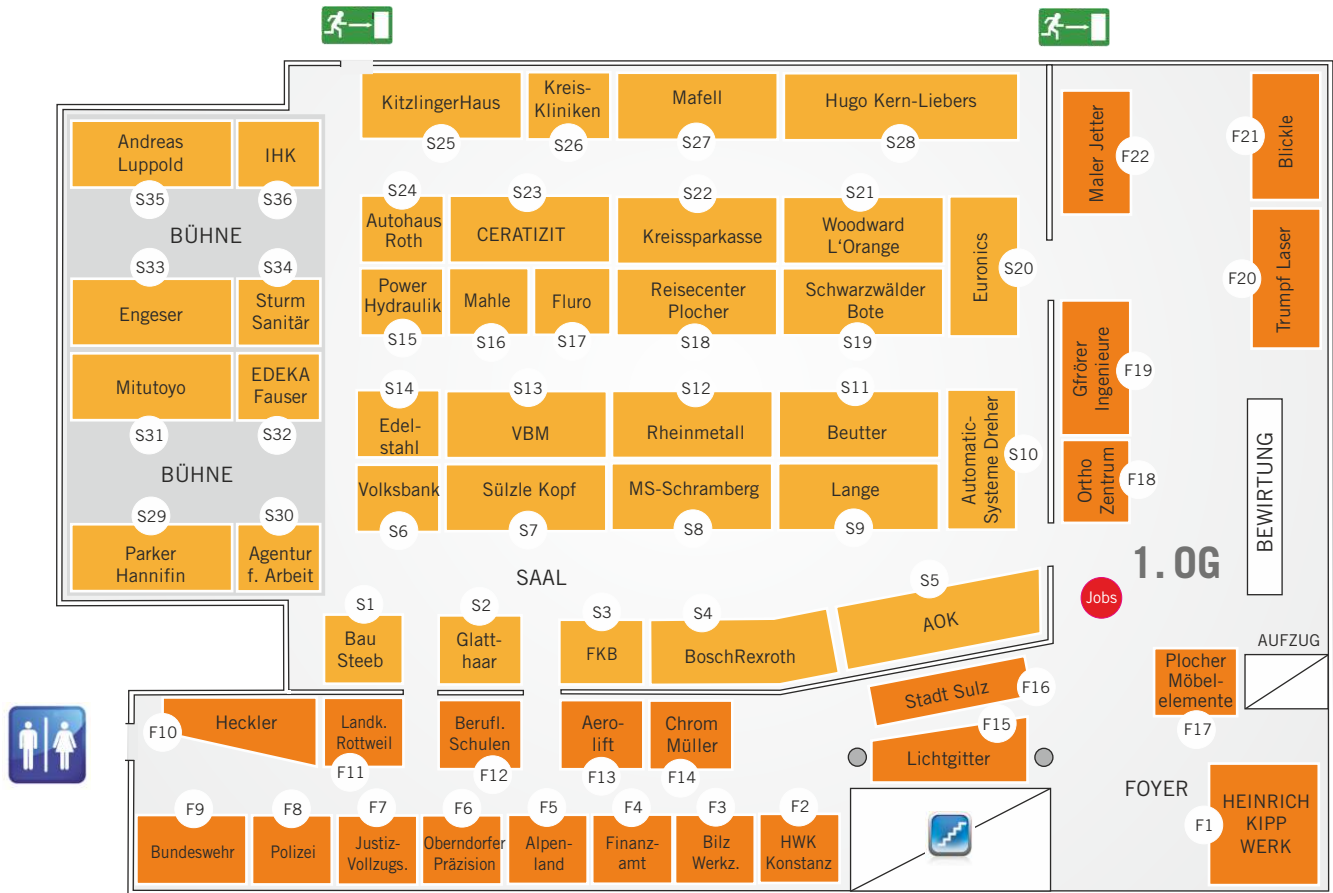 KitzlingerHaus
S25
Kreis-
Kliniken
S26
Mafell
S27
Hugo Kern-Liebers
S28
Maler Jetter
F22
F21
Blickle
Andreas
Luppold
S35
IHK
S36
BÜHNE
S24
Autohaus
Roth
S23
CERATIZIT
S22
Kreissparkasse
S21
Woodward
L‘Orange
Euronics
S20
F20
Trumpf Laser
S33
Engeser
S34
Sturm
Sanitär
Power
Hydraulik
S15
Mahle
S16
Fluro
S17
Reisecenter
Plocher
S18
Schwarzwälder
Bote
S19
Gfrörer
Ingenieure
F19
Mitutoyo
S31
EDEKA
Fauser
S32
S14
Edel-
stahl
S13
VBM
S12
Rheinmetall
S11
Beutter
Automatic-
Systeme Dreher
S10
Ortho
Zentrum
F18
BEWIRTUNG
BÜHNE
Volksbank
S6
Sülzle Kopf
S7
MS-Schramberg
S8
Lange
S9
S29
Parker
Hannifin
S30
Agentur
f. Arbeit
SAAL
1. OG
Jobs
S1
Bau
Steeb
S2
Glatt-
haar
S3
FKB
S4
BoschRexroth
S5
AOK
AUFZUG
Plocher
Möbel-
elemente
F17
Stadt Sulz
F16
F15
Lichtgitter
F10
Heckler
Landk.
Rottweil
F11
Berufl.
Schulen
F12
Aero-
lift
F13
Chrom
Müller
F14
FOYER
F1
HEINRICH
KIPP
WERK
F9
Bundeswehr
F8
Polizei
F7
Justiz-
Vollzugs.
F6
Oberndorfer
Präzision
F5
Alpen-
land
F4
Finanz-
amt
F3
Bilz
Werkz.
F2
HWK
Konstanz